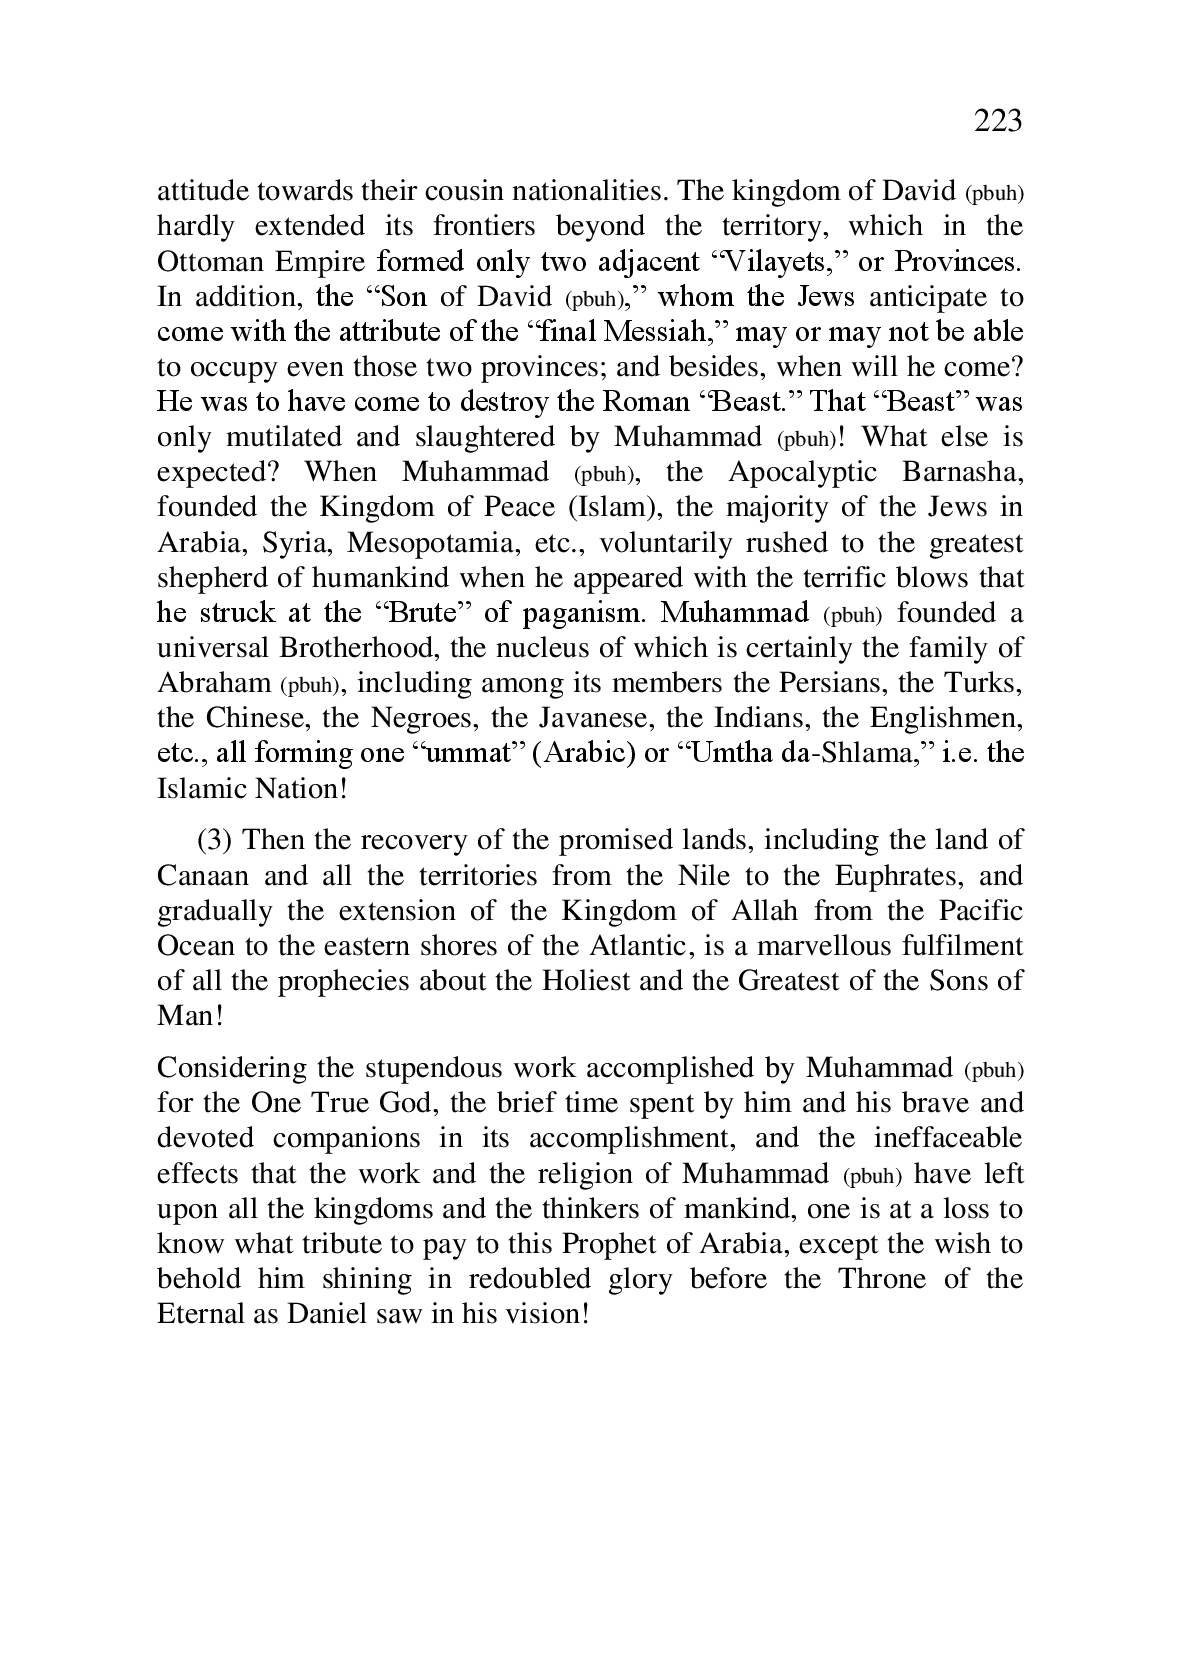 223
attitude towards their cousin nationalities. The kingdom of David (pbuh)
hardly extended its frontiers beyond the territory, which in the
Ottoman Empire formed only two adjacent “Vilayets,” or Provinces.
In addition, the “Son of David (pbuh),” whom the Jews anticipate to
come with the attribute of the “final Messiah,” may or may not be able
to occupy even those two provinces; and besides, when will he come?
He was to have come to destroy the Roman “Beast.” That “Beast” was
only mutilated and slaughtered by Muhammad (pbuh)! What else is
expected? When Muhammad (pbuh), the Apocalyptic Barnasha,
founded the Kingdom of Peace (Islam), the majority of the Jews in
Arabia, Syria, Mesopotamia, etc., voluntarily rushed to the greatest
shepherd of humankind when he appeared with the terrific blows that
he struck at the “Brute” of paganism. Muhammad (pbuh) founded a
universal Brotherhood, the nucleus of which is certainly the family of
Abraham (pbuh), including among its members the Persians, the Turks,
the Chinese, the Negroes, the Javanese, the Indians, the Englishmen,
etc., all forming one “ummat” (Arabic) or “Umtha da-Shlama,” i.e. the
Islamic Nation!
(3) Then the recovery of the promised lands, including the land of
Canaan and all the territories from the Nile to the Euphrates, and
gradually the extension of the Kingdom of Allah from the Pacific
Ocean to the eastern shores of the Atlantic, is a marvellous fulfilment
of all the prophecies about the Holiest and the Greatest of the Sons of
Man!
Considering the stupendous work accomplished by Muhammad (pbuh)
for the One True God, the brief time spent by him and his brave and
devoted companions in its accomplishment, and the ineffaceable
effects that the work and the religion of Muhammad (pbuh) have left
upon all the kingdoms and the thinkers of mankind, one is at a loss to
know what tribute to pay to this Prophet of Arabia, except the wish to
behold him shining in redoubled glory before the Throne of the
Eternal as Daniel saw in his vision!